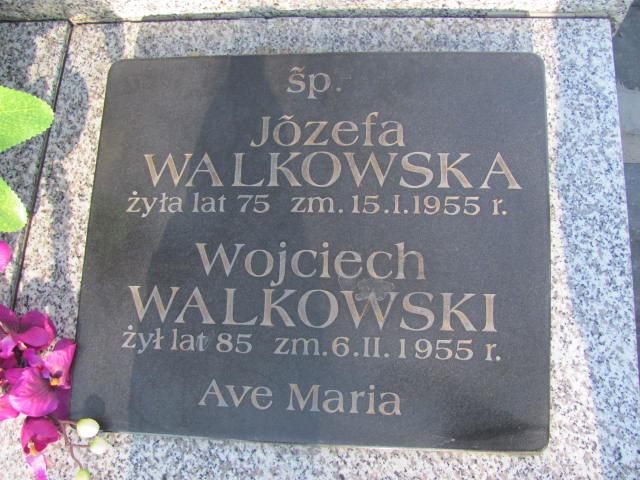 śp.
Józefa
WALKOWSKA
żyła lat 75 zm. 15.I.1955 r.
Wojciech
WALKOWSKI
żył lat 85 zm. 6.II.1955 r.
Ave Maria